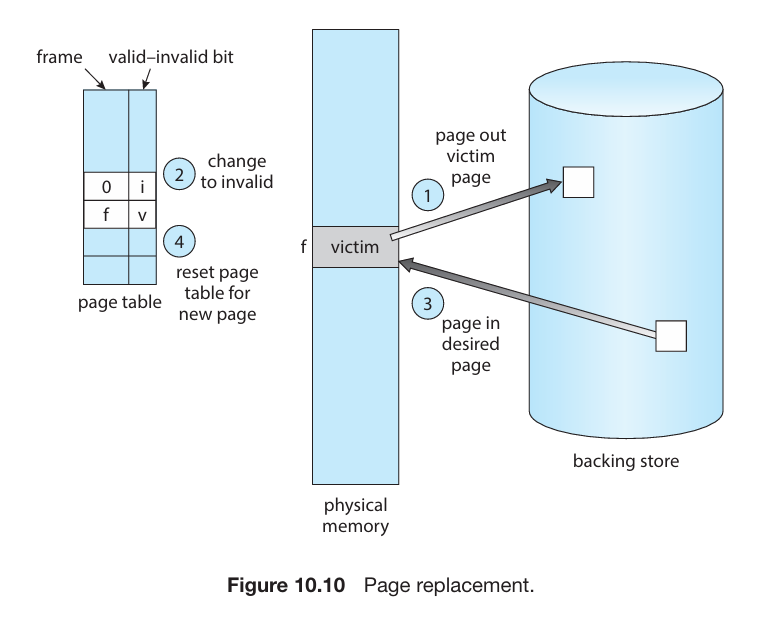 frame
valid–invalid bit
0
i
f
v
page table
2
change
to invalid
4
reset page
table for
new page
f
victim
physical
memory
1
page out
victim
page
3
page in
desired
page
backing store
Figure 10.10 Page replacement.